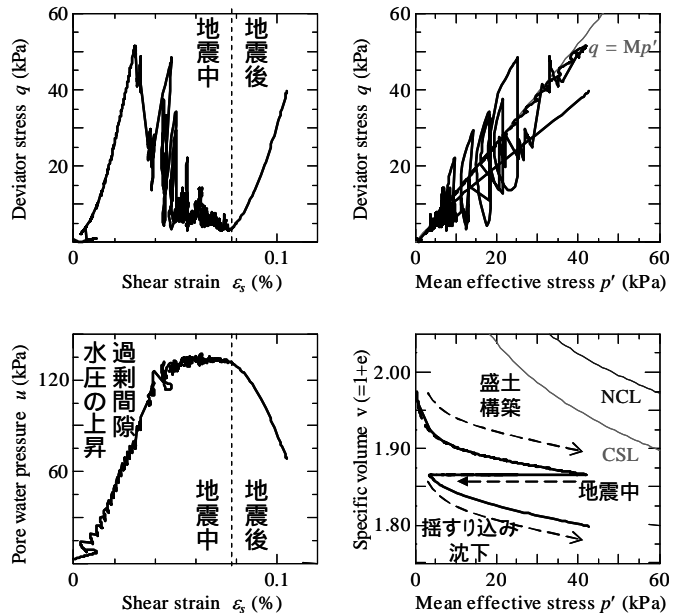 60
40
20
Deviator stress q (kPa)
地震中
地震後
0
0.1
Shear strain εs (%)
60
40
20
Deviator stress q (kPa)
q = Mp′
0
20
40
60
Mean effective stress p′ (kPa)
120
60
Pore water pressure u (kPa)
過剰間隙
水圧の上昇
地震中
地震後
0
0.1
Shear strain εs (%)
2.00
1.90
1.80
Specific volume v (=1+e)
盛土
構築
NCL
CSL
地震中
揺すり込み
沈下
0
20
40
60
Mean effective stress p′ (kPa)